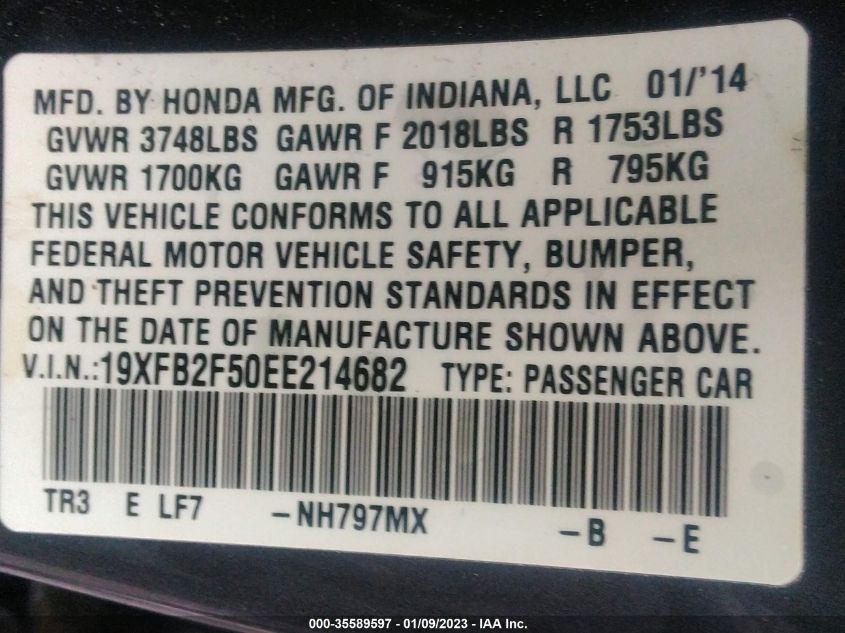 MFD. BY HONDA MFG. OF INDIANA, LLC 01/'14
GVWR 3748LBS GAWR F 2018LBS R 1753LBS
GVWR 1700KG GAWR F 915KG R 795KG
THIS VEHICLE CONFORMS TO ALL APPLICABLE
FEDERAL MOTOR VEHICLE SAFETY, BUMPER,
AND THEFT PREVENTION STANDARDS IN EFFECT
ON THE DATE OF MANUFACTURE SHOWN ABOVE.
V.I.N.:19XFB2F50EE214682 TYPE: PASSENGER CAR
TR3 E LF7 -NH797MX -B -E
000-35589597 - 01/09/2023 - IAA Inc.